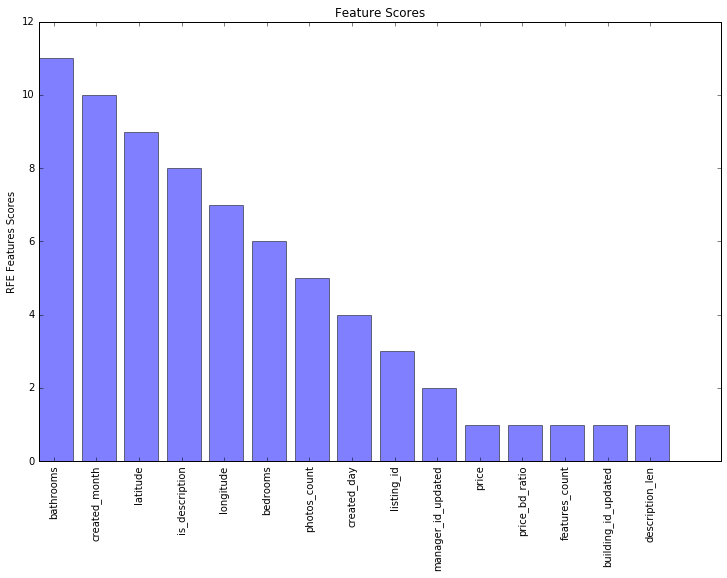 Feature Scores
RFE Features Scores
12
10
8
6
4
2
0
bathrooms
created_month
latitude
is_description
longitude
bedrooms
photos_count
created_day
listing_id
manager_id_updated
price
price_bd_ratio
features_count
building_id_updated
description_len